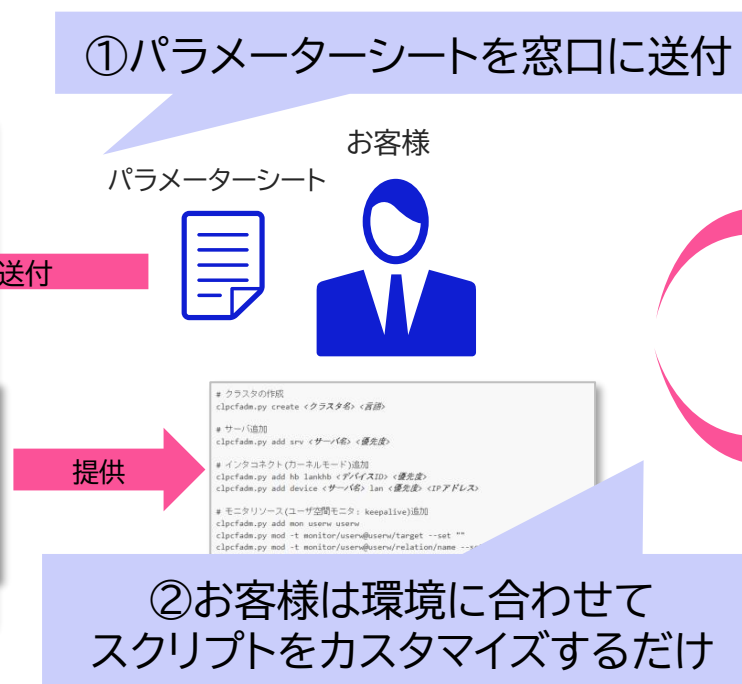 ①パラメーターシートを窓口に送付
お客様
パラメーターシート
送付
# クラスタの作成
clpcfadm.py create <クラスタ名> <言語>
# サーバ追加
clpcfadm.py add srv <サーバ名> <優先度>
# インタコネクト(カーネルモード)追加
clpcfadm.py add hb lankhb <デバイスID> <優先度>
clpcfadm.py add device <サーバ名> lan <優先度> <IPアドレス>
# モニタリソース(ユーザ空間モニタ: keepalive)追加
clpcfadm.py add mon userw userw
clpcfadm.py mod -t monitor/userw@userw/target --set ""
clpcfadm.py mod -t monitor/userw@userw/relation/name --s
提供
②お客様は環境に合わせて
スクリプトをカスタマイズするだけ